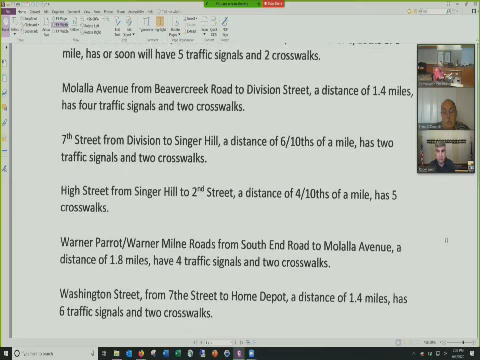 mile, has or soon will have 5 traffic signals and 2 crosswalks.
Molalla Avenue from Beavercreek Road to Division Street, a distance of 1.4 miles,
has four traffic signals and two crosswalks.
7th Street from Division to Singer Hill, a distance of 6/10ths of a mile, has two
traffic signals and two crosswalks.
High Street from Singer Hill to 2nd Street, a distance of 4/10ths of a mile, has 5
crosswalks.
Warner Parrot/Warner Milne Roads from South End Road to Molalla Avenue, a
distance of 1.8 miles, have 4 traffic signals and two crosswalks.
Washington Street, from 7the Street to Home Depot, a distance of 1.4 miles, has
6 traffic signals and two crosswalks.
Type here to search